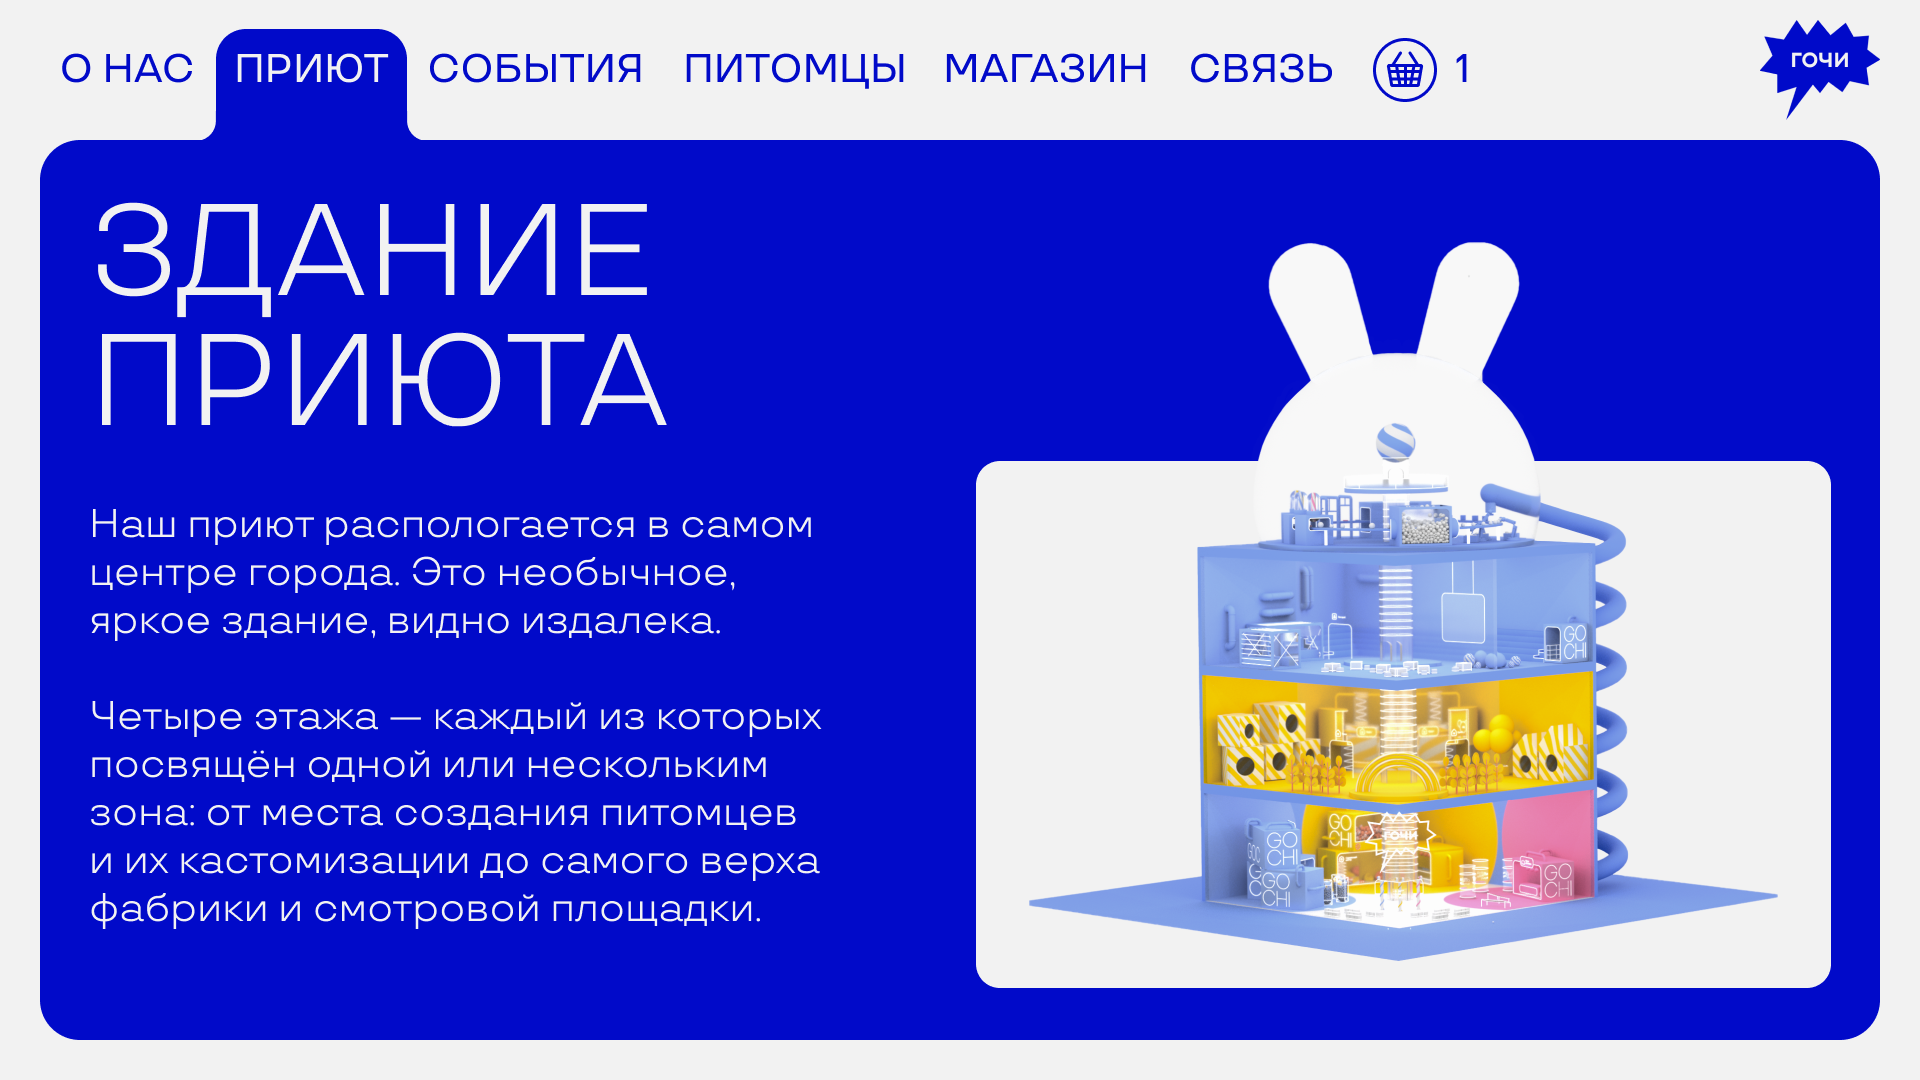 О НАС ПРИЮТ СОБЫТИЯ ПИТОМЦЫ МАГАЗИН СВЯЗЬ 1 ГОЧИ
ЗДАНИЕ
ПРИЮТА
Наш приют распологается в самом
центре города. Это необычное,
яркое здание, видно издалека.
Четыре этажа — каждый из которых
посвящён одной или нескольким
зона: от места создания питомцев
и их кастомизации до самого верха
фабрики и смотровой площадки.
GO
CHI
GO
CHI
ГОЧИ
GO
CHI
GO
CHI
GO
CHI